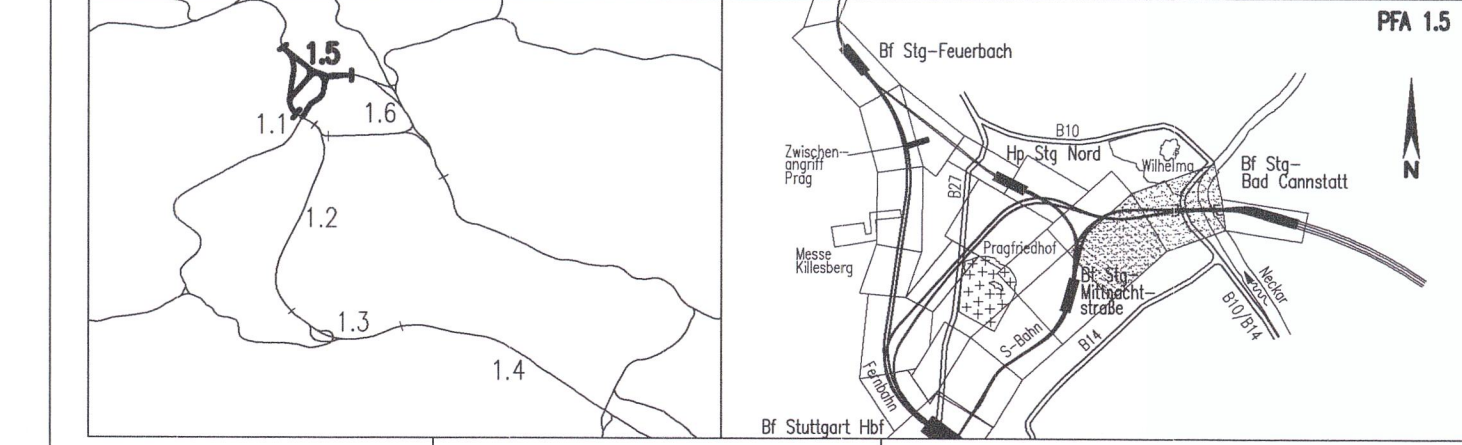 1.5
1.6
1.1
1.2
1.3
1.4
PFA 1.5
Bf Stg-Feuerbach
B10
Zwischen-
angriff
Prag
Hp Stg Nord
Wilhelma
Bf Stg-
Bad Cannstatt
N
B27
Messe
Killesberg
Pragfriedhof
Bf Stg-
Mittnacht-
straße
Neckar
B10/B14
S-Bahn
B14
Fernbahn
Bf Stuttgart Hbf